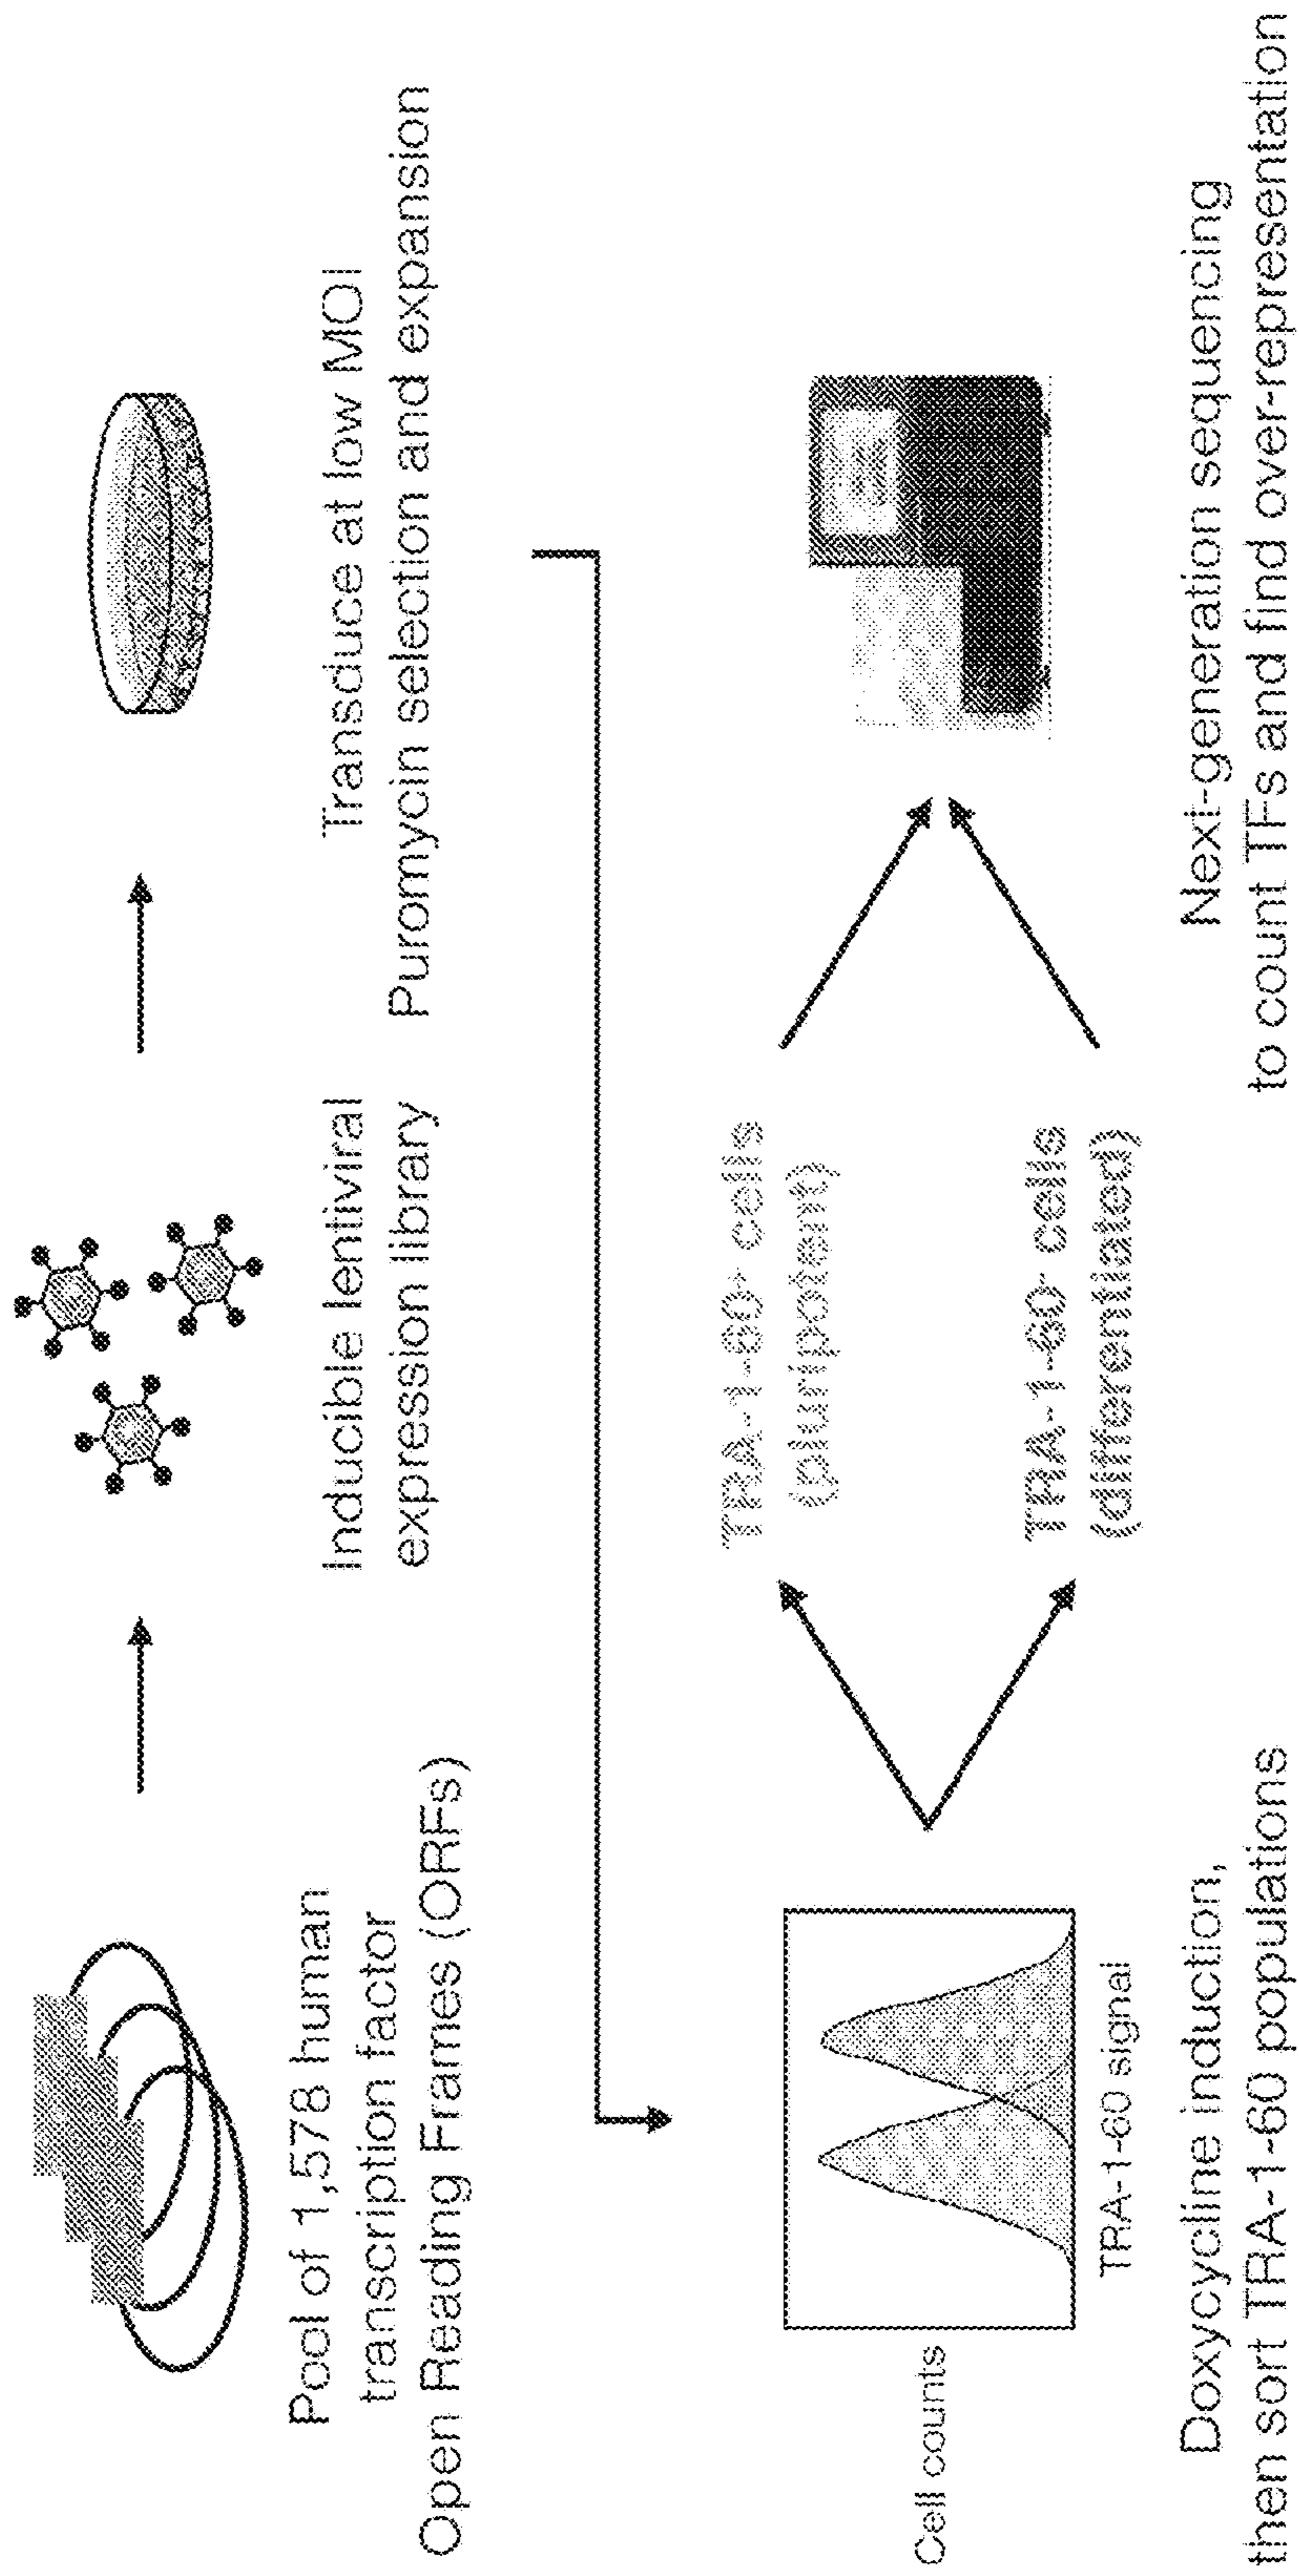 Pool of 1,578 human
transcription factor
Open Reading Frames (ORFs)
Inducible lentiviral
expression library
Transduce at low MOI
Puromycin selection and expansion
Cell counts
TRA-1-60 signal
Doxycycline induction,
then sort TRA-1-60 populations
TRA-1-60+ cells
(pluripotent)
TRA-1-60- cells
(differentiated)
Next-generation sequencing
to count TFs and find over-representation